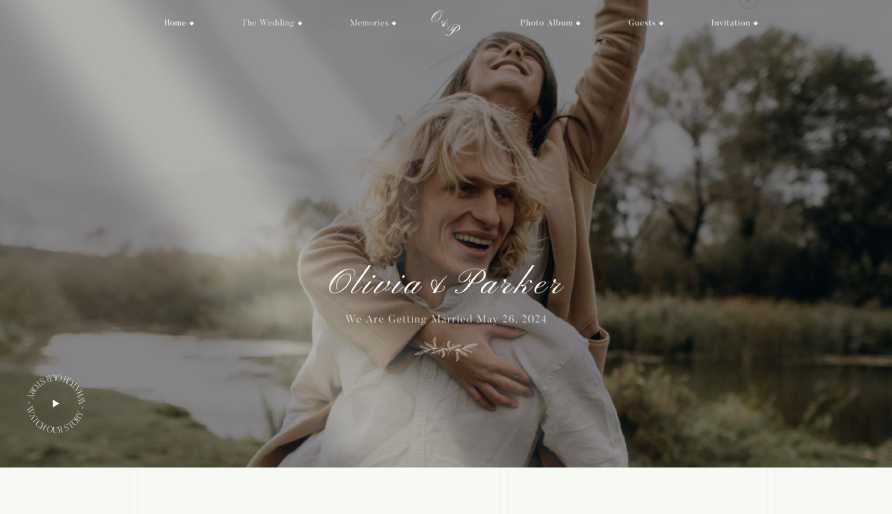 Home
The Wedding
Memories
O & P
Photo Album
Guests
Invitation
Olivia & Parker
We Are Getting Married May 26, 2024
WATCH OUR STORY - WATCH OUR STORY -